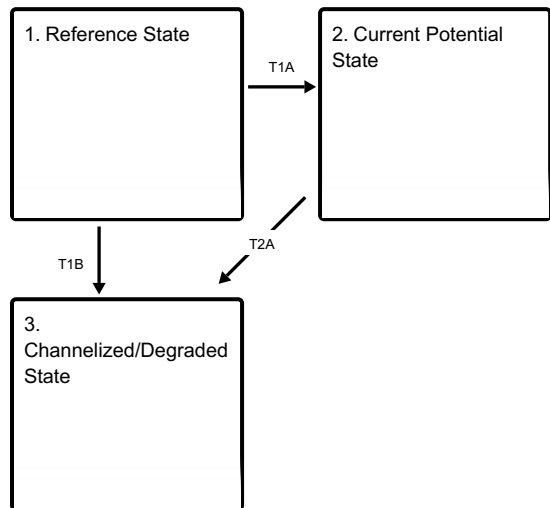 1. Reference State
2. Current Potential
State
T1A
T1B
T2A
3.
Channelized/Degraded
State